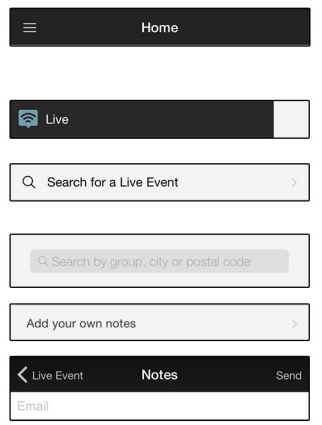 Home
Live
Search for a Live Event
Search by group, city or postal code
Add your own notes
Live Event Notes Send
Email